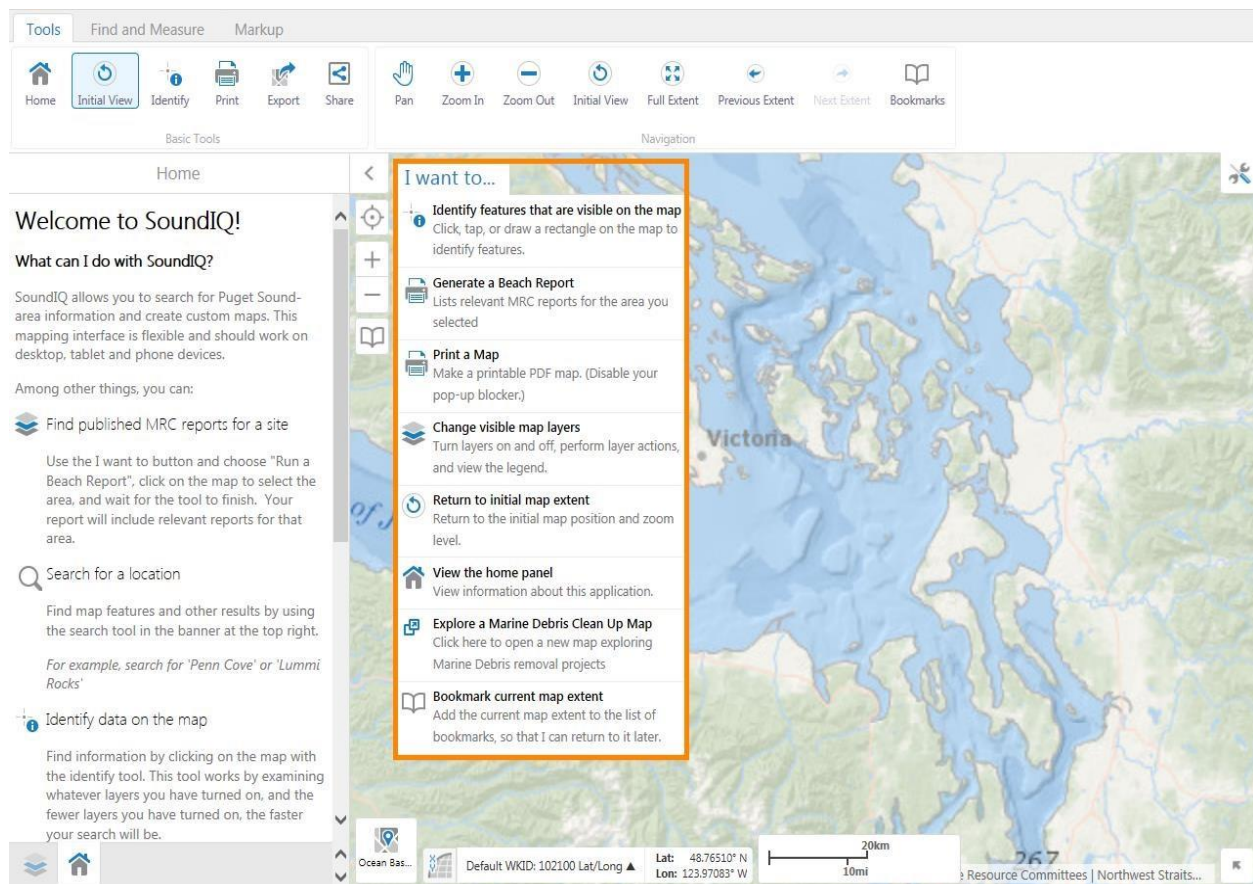 Tools Find and Measure Markup
Home Initial View Identify Print Export Share Pan Zoom In Zoom Out Initial View Full Extent Previous Extent Next Extent Bookmarks
Basic Tools Navigation
Home
Welcome to SoundIQ!
What can I do with SoundIQ?
SoundIQ allows you to search for Puget Sound-
area information and create custom maps. This
mapping interface is flexible and should work on
desktop, tablet and phone devices.
Among other things, you can:
Find published MRC reports for a site
Use the I want to button and choose "Run a
Beach Report", click on the map to select the
area, and wait for the tool to finish. Your
report will include relevant reports for that
area.
Search for a location
Find map features and other results by using
the search tool in the banner at the top right.
For example, search for 'Penn Cove' or 'Lummi
Rocks'
Identify data on the map
Find information by clicking on the map with
the identify tool. This tool works by examining
whatever layers you have turned on, and the
fewer layers you have turned on, the faster
your search will be.
I want to...
Identify features that are visible on the map
Click, tap, or draw a rectangle on the map to
identify features.
Generate a Beach Report
Lists relevant MRC reports for the area you
selected
Print a Map
Make a printable PDF map. (Disable your
pop-up blocker.)
Change visible map layers
Turn layers on and off, perform layer actions,
and view the legend.
Return to initial map extent
Return to the initial map position and zoom
level.
View the home panel
View information about this application.
Explore a Marine Debris Clean Up Map
Click here to open a new map exploring
Marine Debris removal projects
Bookmark current map extent
Add the current map extent to the list of
bookmarks, so that I can return to it later.
Victoria
of J
Ocean Bas...
Default WKID: 102100 Lat/Long ▲
Lat: 48.76510° N
Lon: 123.97083° W
20km
10mi
267
e Resource Committees | Northwest Straits...